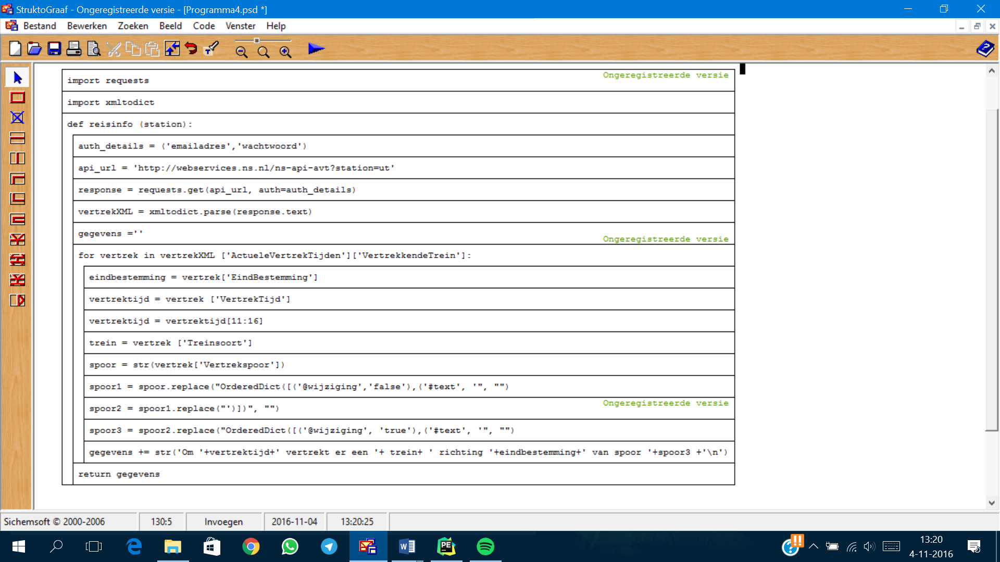 StruktoGraaf - Ongeregistreerde versie - [Programma4.psd *]
Bestand Bewerken Zoeken Beeld Code Venster Help
Ongeregistreerde versie
import requests
import xmltodict
def reisinfo (station):
auth_details = ('emailadres','wachtwoord')
api_url = 'http://webservices.ns.nl/ns-api-avt?station=ut'
response = requests.get(api_url, auth=auth_details)
vertrekXML = xmltodict.parse(response.text)
gegevens =''
Ongeregistreerde versie
for vertrek in vertrekXML ['ActueleVertrekTijden']['VertrekkendeTrein']:
eindbestemming = vertrek['EindBestemming']
vertrektijd = vertrek ['VertrekTijd']
vertrektijd = vertrektijd[11:16]
trein = vertrek ['Treinsoort']
spoor = str(vertrek['Vertrekspoor'])
spoor1 = spoor.replace("OrderedDict([('@wijziging','false'),('#text', '", "")
Ongeregistreerde versie
spoor2 = spoor1.replace("')])", "")
spoor3 = spoor2.replace("OrderedDict([('@wijziging', 'true'),('#text', '", "")
gegevens += str('Om '+vertrektijd+' vertrekt er een '+ trein+ ' richting '+eindbestemming+' van spoor '+spoor3 +'\n')
return gegevens
Sichemsoft © 2000-2006 130:5 Invoegen 2016-11-04 13:20:25
13:20
4-11-2016